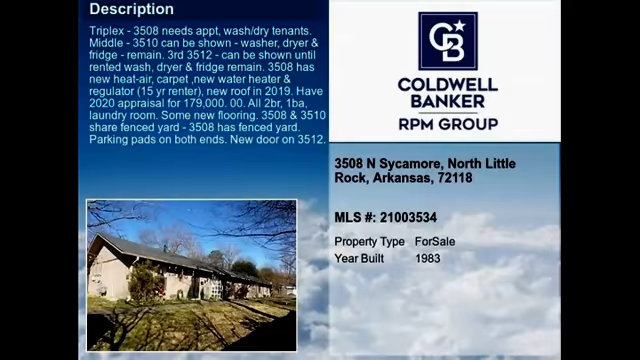 Description
Triplex - 3508 needs appt, wash/dry tenants.
Middle - 3510 can be shown - washer, dryer &
fridge - remain. 3rd 3512 - can be shown until
rented wash, dryer & fridge remain. 3508 has
new heat-air, carpet ,new water heater &
regulator (15 yr renter), new roof in 2019. Have
2020 appraisal for 179,000. 00. All 2br, 1ba,
laundry room. Some new flooring. 3508 & 3510
share fenced yard - 3508 has fenced yard.
Parking pads on both ends. New door on 3512.
CB
COLDWELL
BANKER
RPM GROUP
3508 N Sycamore, North Little
Rock, Arkansas, 72118
MLS #: 21003534
Property Type ForSale
Year Built 1983